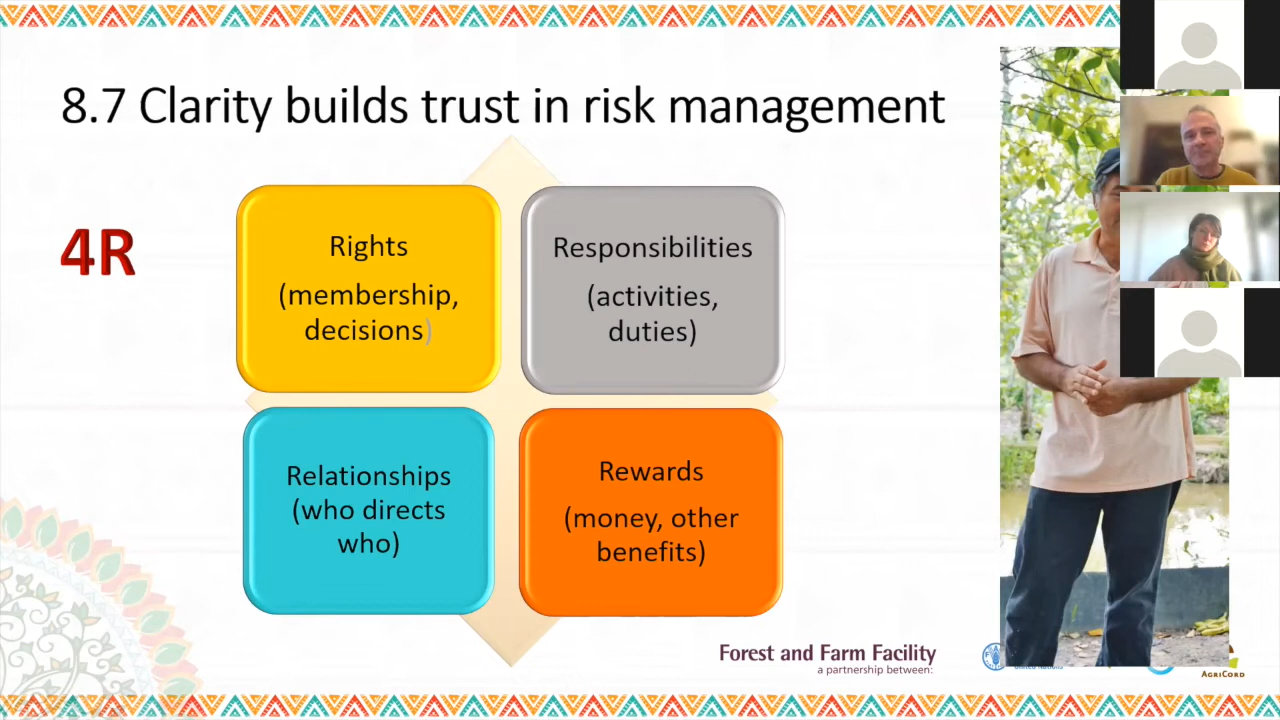 8.7 Clarity builds trust in risk management
4R
Rights
(membership,
decisions)
Responsibilities
(activities,
duties)
Relationships
(who directs
who)
Rewards
(money, other
benefits)
Forest and Farm Facility
a partnership between:
AGRICORD